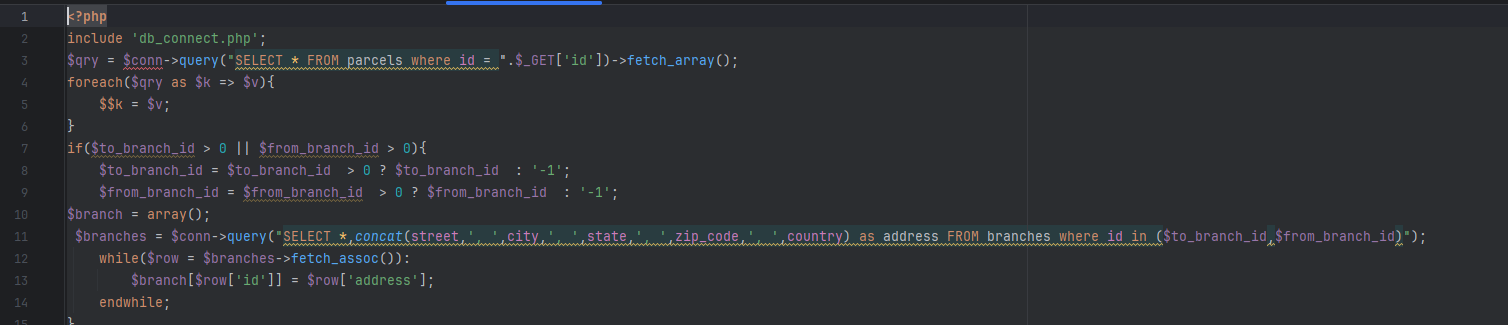 1 <?php
2 include 'db_connect.php';
3 $qry = $conn->query("SELECT * FROM parcels where id = ".$_GET['id'])->fetch_array();
4 foreach($qry as $k => $v){
5 $$k = $v;
6 }
7 if($to_branch_id > 0 || $from_branch_id > 0){
8 $to_branch_id = $to_branch_id  > 0 ? $to_branch_id  : '-1';
9 $from_branch_id = $from_branch_id  > 0 ? $from_branch_id  : '-1';
10 $branch = array();
11 $branches = $conn->query("SELECT *,concat(street,', ',city,', ',state,', ',zip_code,', ',country) as address FROM branches where id in ($to_branch_id,$from_branch_id)");
12 while($row = $branches->fetch_assoc()):
13 $branch[$row['id']] = $row['address'];
14 endwhile;
15 }